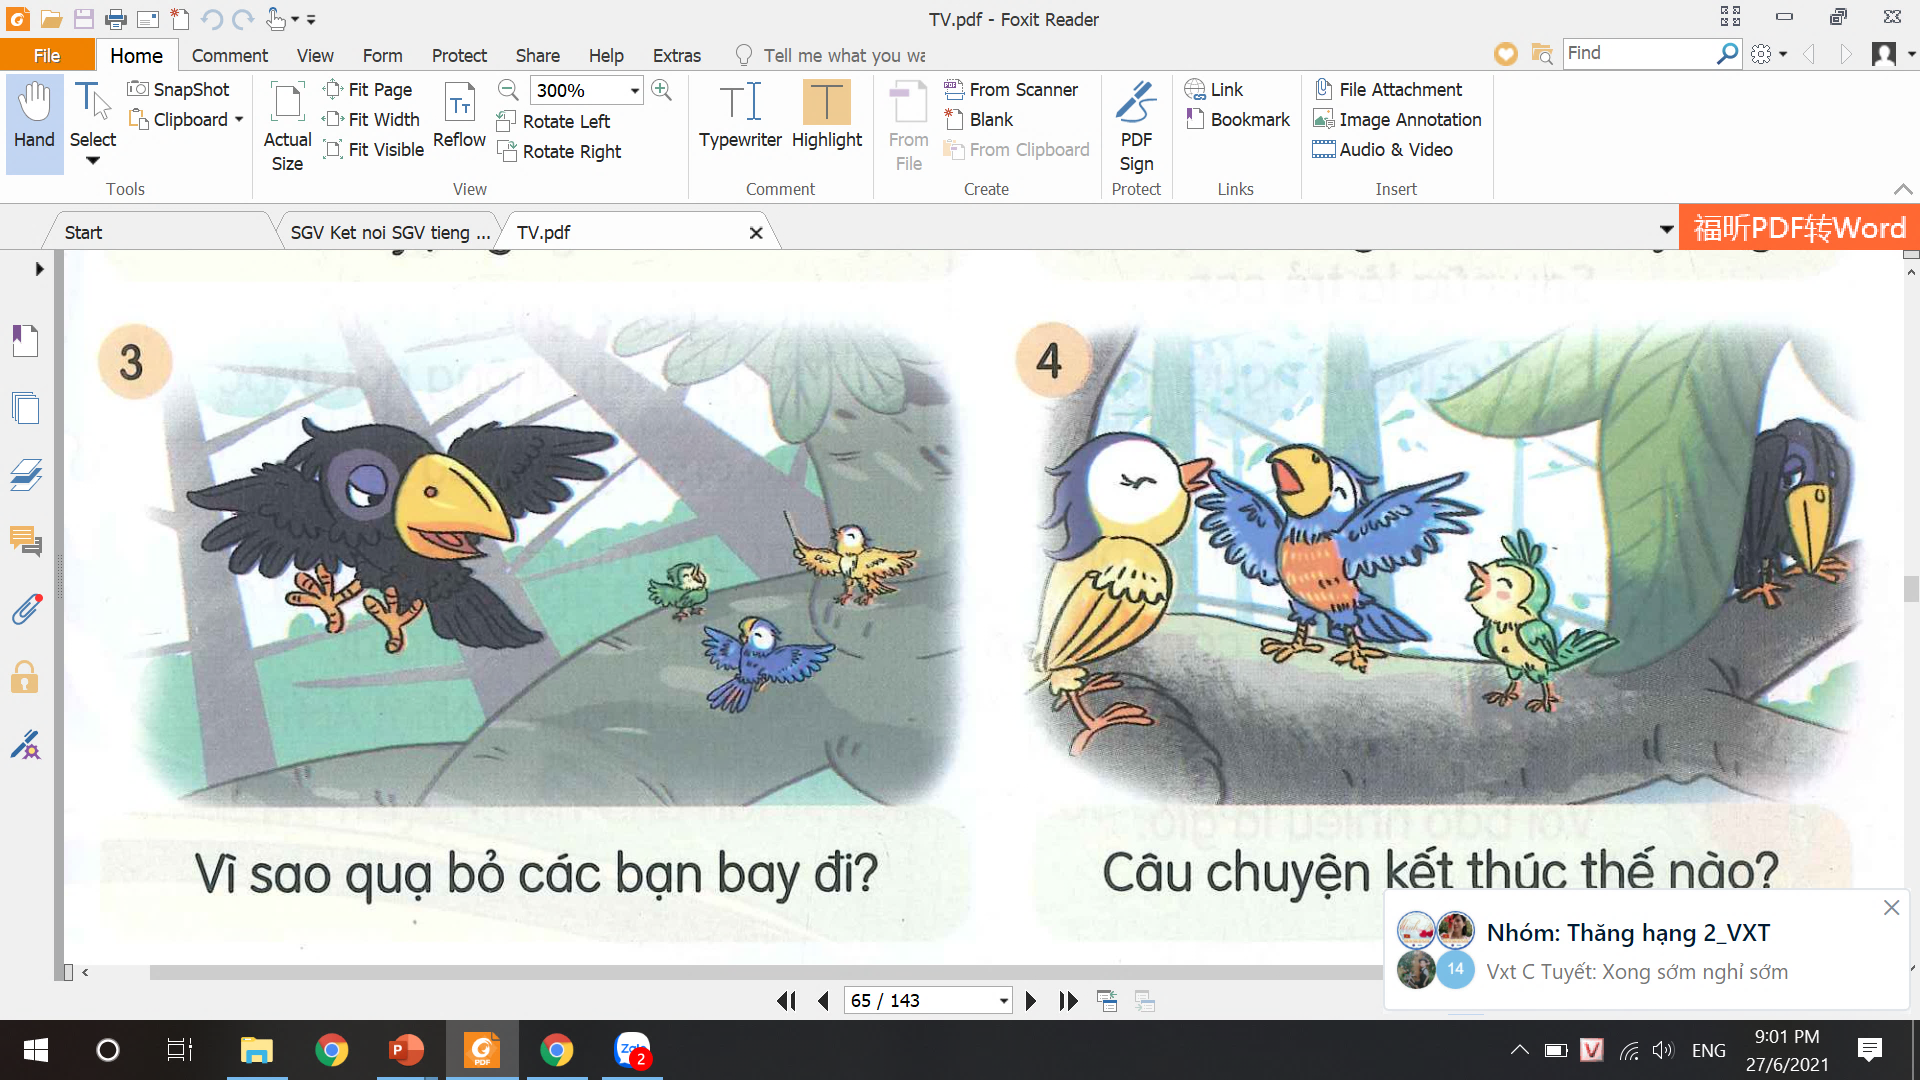 TV.pdf - Foxit Reader
File Home Comment View Form Protect Share Help Extras Tell me what you wa
Find
Hand
Select
SnapShot
Clipboard
Tools
Actual Size
Fit Page
Fit Width
Fit Visible
Reflow
300%
Rotate Left
Rotate Right
View
Typewriter
Highlight
Comment
From File
From Scanner
Blank
From Clipboard
Create
PDF Sign
Protect
Link
Bookmark
Links
File Attachment
Image Annotation
Audio & Video
Insert
Start
SGV Ket noi SGV tieng ...
TV.pdf
福昕PDF转Word
3
4
Vì sao quạ bỏ các bạn bay đi?
Câu chuyện kết thúc thế nào?
Nhóm: Thăng hạng 2_VXT
14
Vxt C Tuyết: Xong sớm nghỉ sớm
65 / 143
Zalo
2
ENG
9:01 PM
27/6/2021